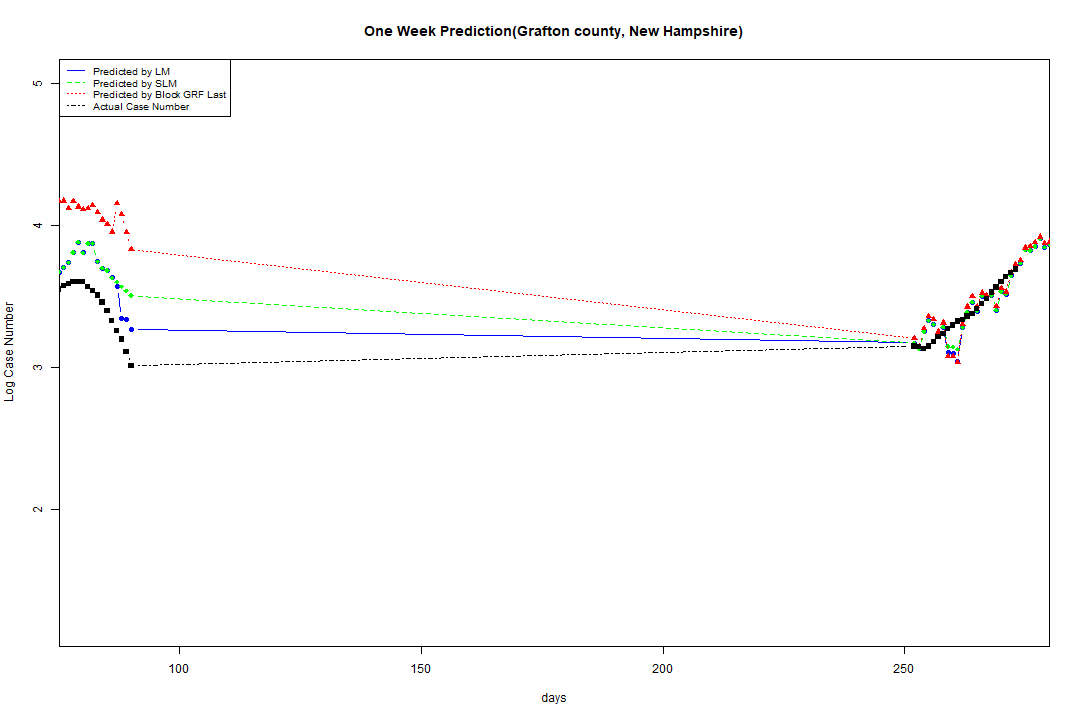 One Week Prediction(Grafton county, New Hampshire)
Predicted by LM
Predicted by SLM
Predicted by Block GRF Last
Actual Case Number
5
4
3
2
Log Case Number
100
150
200
250
days